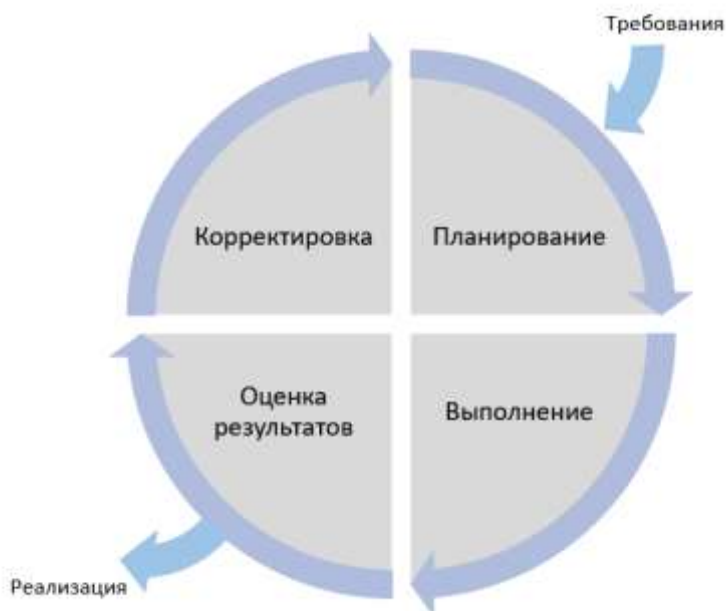 Требования
Корректировка
Планирование
Оценка
результатов
Выполнение
Реализация